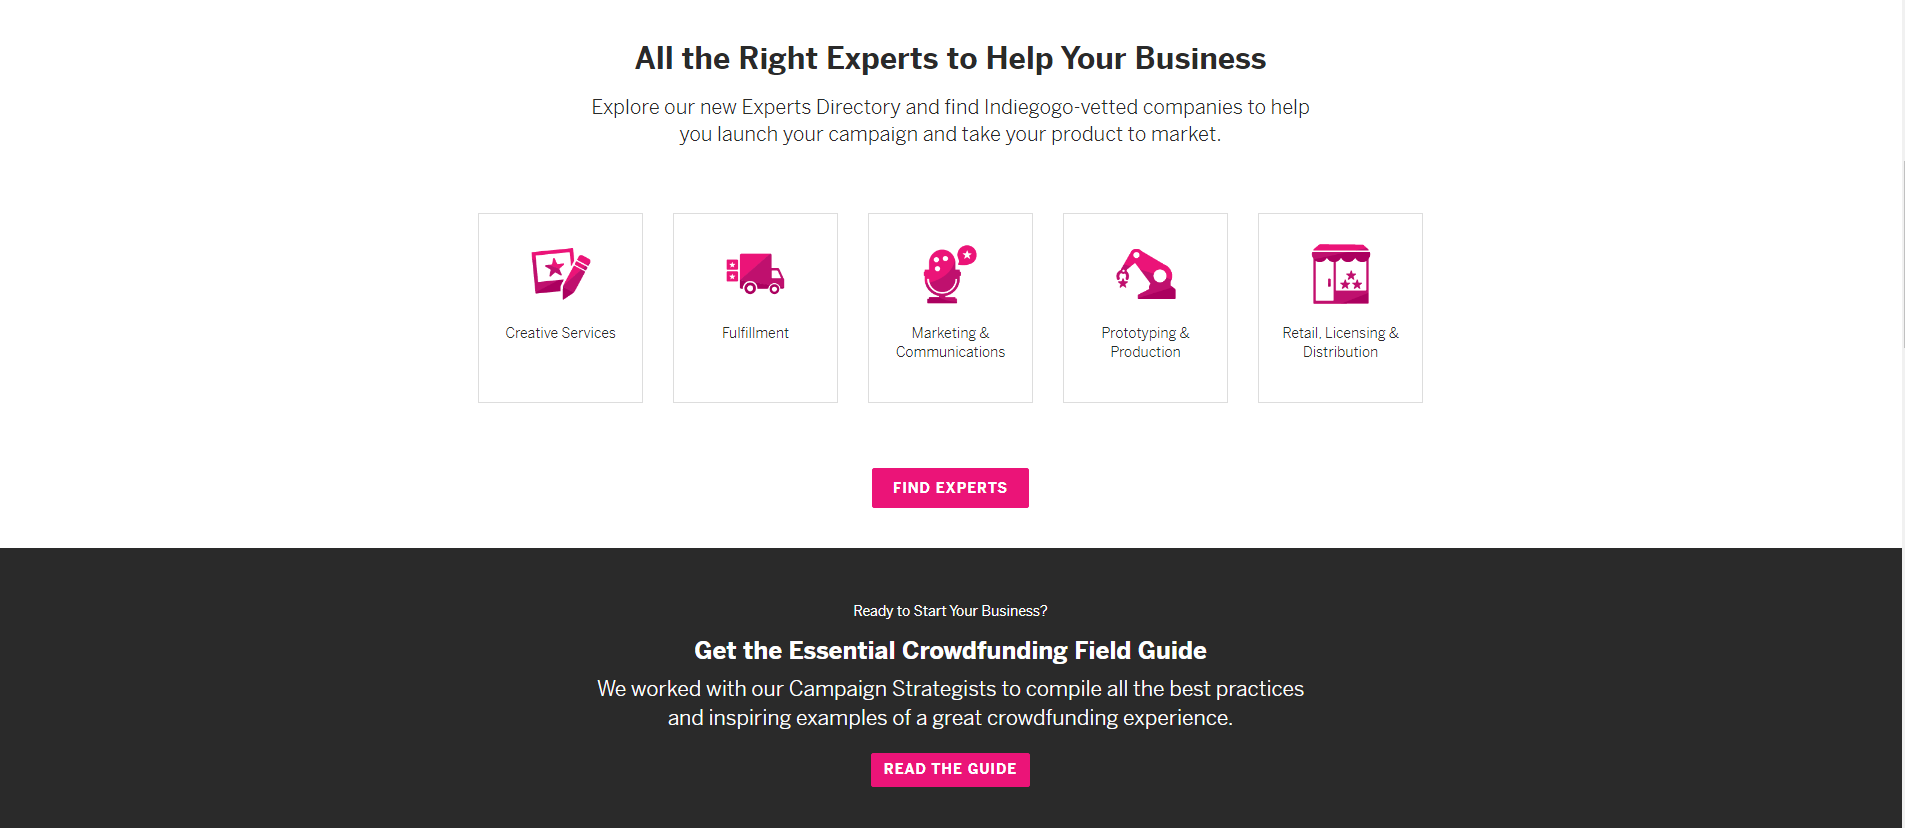 All the Right Experts to Help Your Business
Explore our new Experts Directory and find Indiegogo-vetted companies to help
you launch your campaign and take your product to market.
Creative Services
Fulfillment
Marketing &
Communications
Prototyping &
Production
Retail, Licensing &
Distribution
FIND EXPERTS
Ready to Start Your Business?
Get the Essential Crowdfunding Field Guide
We worked with our Campaign Strategists to compile all the best practices
and inspiring examples of a great crowdfunding experience.
READ THE GUIDE